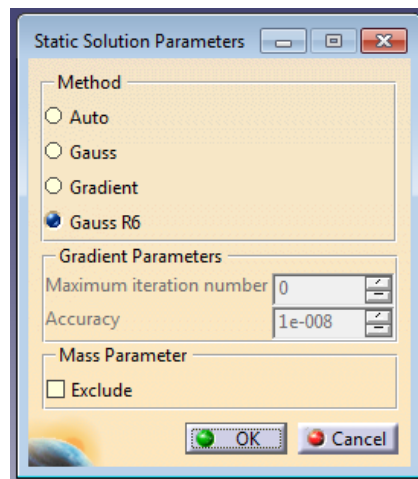 Static Solution Parameters
Method
Auto
Gauss
Gradient
Gauss R6
Gradient Parameters
Maximum iteration number 0
Accuracy 1e-008
Mass Parameter
Exclude
OK Cancel